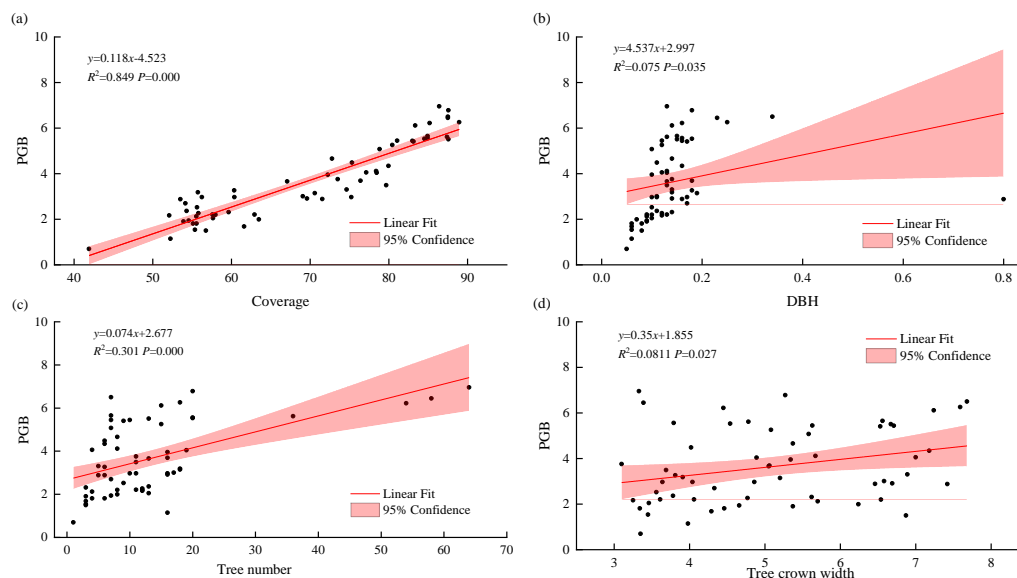 (a)
10
8
6
4
2
0
PGB
y=0.118x-4.523
R²=0.849 P=0.000
Linear Fit
95% Confidence
40 50 60 70 80 90
Coverage
(b)
10
8
6
4
2
0
PGB
y=4.537x+2.997
R²=0.075 P=0.035
Linear Fit
95% Confidence
0.0 0.2 0.4 0.6 0.8
DBH
(c)
10
8
6
4
2
0
PGB
y=0.074x+2.677
R²=0.301 P=0.000
Linear Fit
95% Confidence
0 10 20 30 40 50 60 70
Tree number
(d)
10
8
6
4
2
0
PGB
y=0.35x+1.855
R²=0.0811 P=0.027
Linear Fit
95% Confidence
3 4 5 6 7 8
Tree crown width